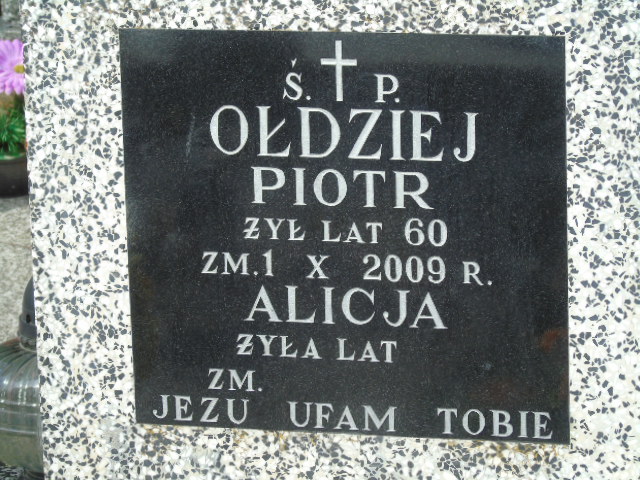 Ś. P.
OŁDZIEJ
PIOTR
ŻYŁ LAT 60
ZM. 1 X 2009 R.
ALICJA
ŻYŁA LAT
ZM.
JEZU UFAM TOBIE